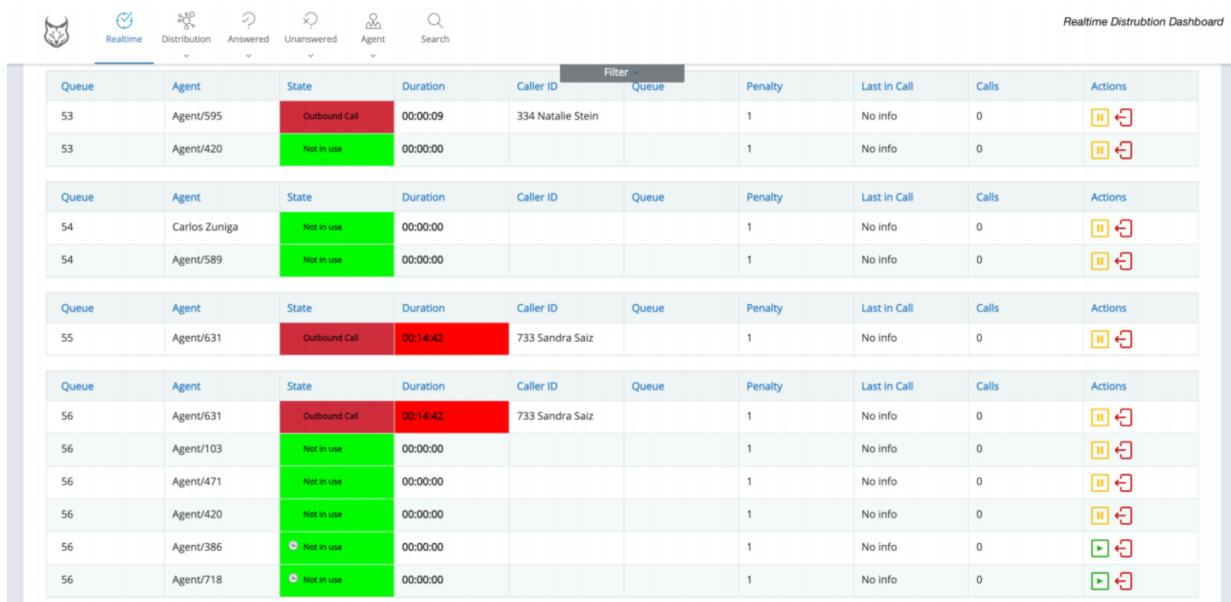 Realtime Distribution Answered Unanswered Agent Search
Realtime Distrubtion Dashboard
Filter
Queue Agent State Duration Caller ID Queue Penalty Last in Call Calls Actions
53 Agent/595 Outbound Call 00:00:09 334 Natalie Stein 1 No info 0
53 Agent/420 Not in use 00:00:00 1 No info 0
Queue Agent State Duration Caller ID Queue Penalty Last in Call Calls Actions
54 Carlos Zuniga Not in use 00:00:00 1 No info 0
54 Agent/589 Not in use 00:00:00 1 No info 0
Queue Agent State Duration Caller ID Queue Penalty Last in Call Calls Actions
55 Agent/631 Outbound Call 00:14:42 733 Sandra Saiz 1 No info 0
Queue Agent State Duration Caller ID Queue Penalty Last in Call Calls Actions
56 Agent/631 Outbound Call 00:14:42 733 Sandra Saiz 1 No info 0
56 Agent/103 Not in use 00:00:00 1 No info 0
56 Agent/471 Not in use 00:00:00 1 No info 0
56 Agent/420 Not in use 00:00:00 1 No info 0
56 Agent/386 Not in use 00:00:00 1 No info 0
56 Agent/718 Not in use 00:00:00 1 No info 0